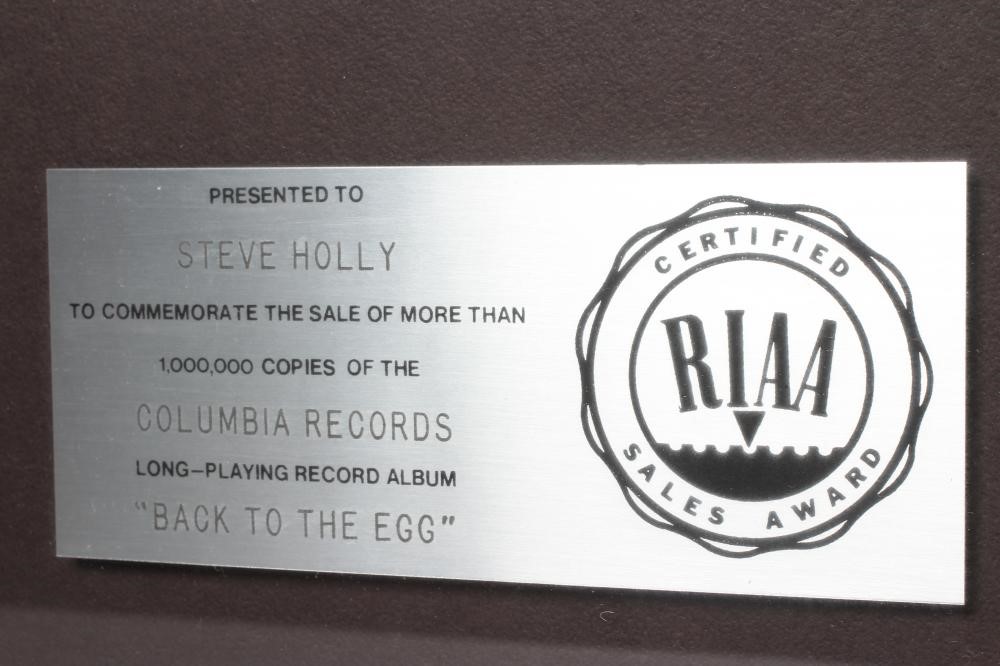 PRESENTED TO
STEVE HOLLY
TO COMMEMORATE THE SALE OF MORE THAN
1,000,000 COPIES OF THE
COLUMBIA RECORDS
LONG–PLAYING RECORD ALBUM
"BACK TO THE EGG"
CERTIFIED
RIAA
SALES AWARD